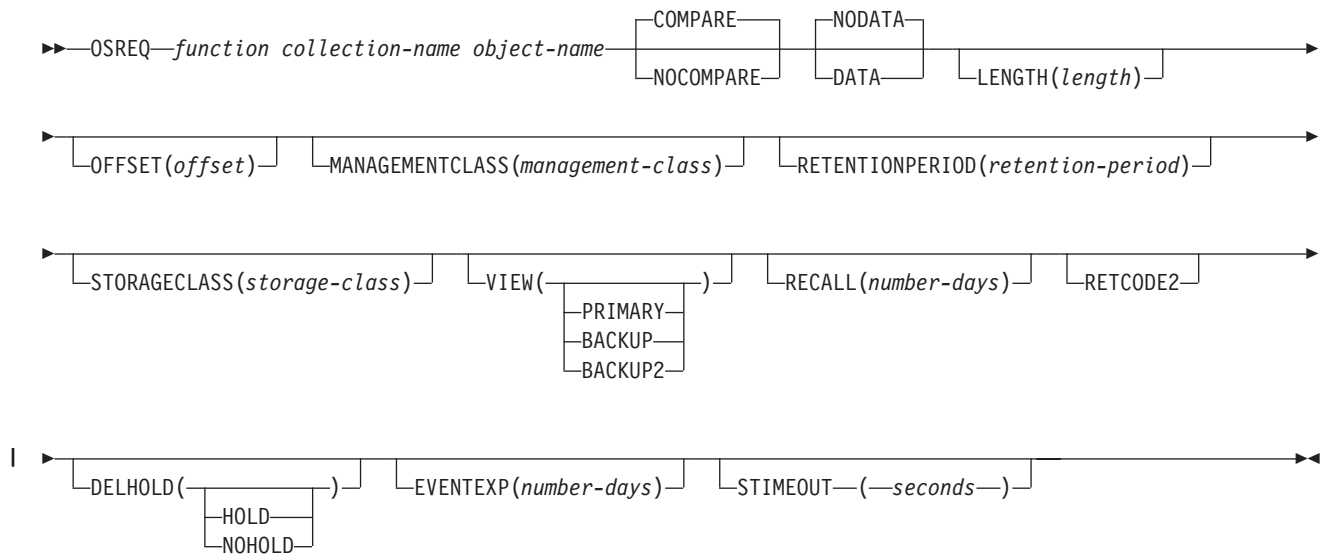 COMPARE NODATA
OSREQ function collection-name object-name
NOCOMPARE DATA LENGTH(length)
OFFSET(offset) MANAGEMENTCLASS(management-class) RETENTIONPERIOD(retention-period)
STORAGECLASS(storage-class) VIEW( ) RECALL(number-days) RETCODE2
PRIMARY
BACKUP
BACKUP2
DELHOLD( ) EVENTEXP(number-days) STIMEOUT (seconds)
HOLD
NOHOLD